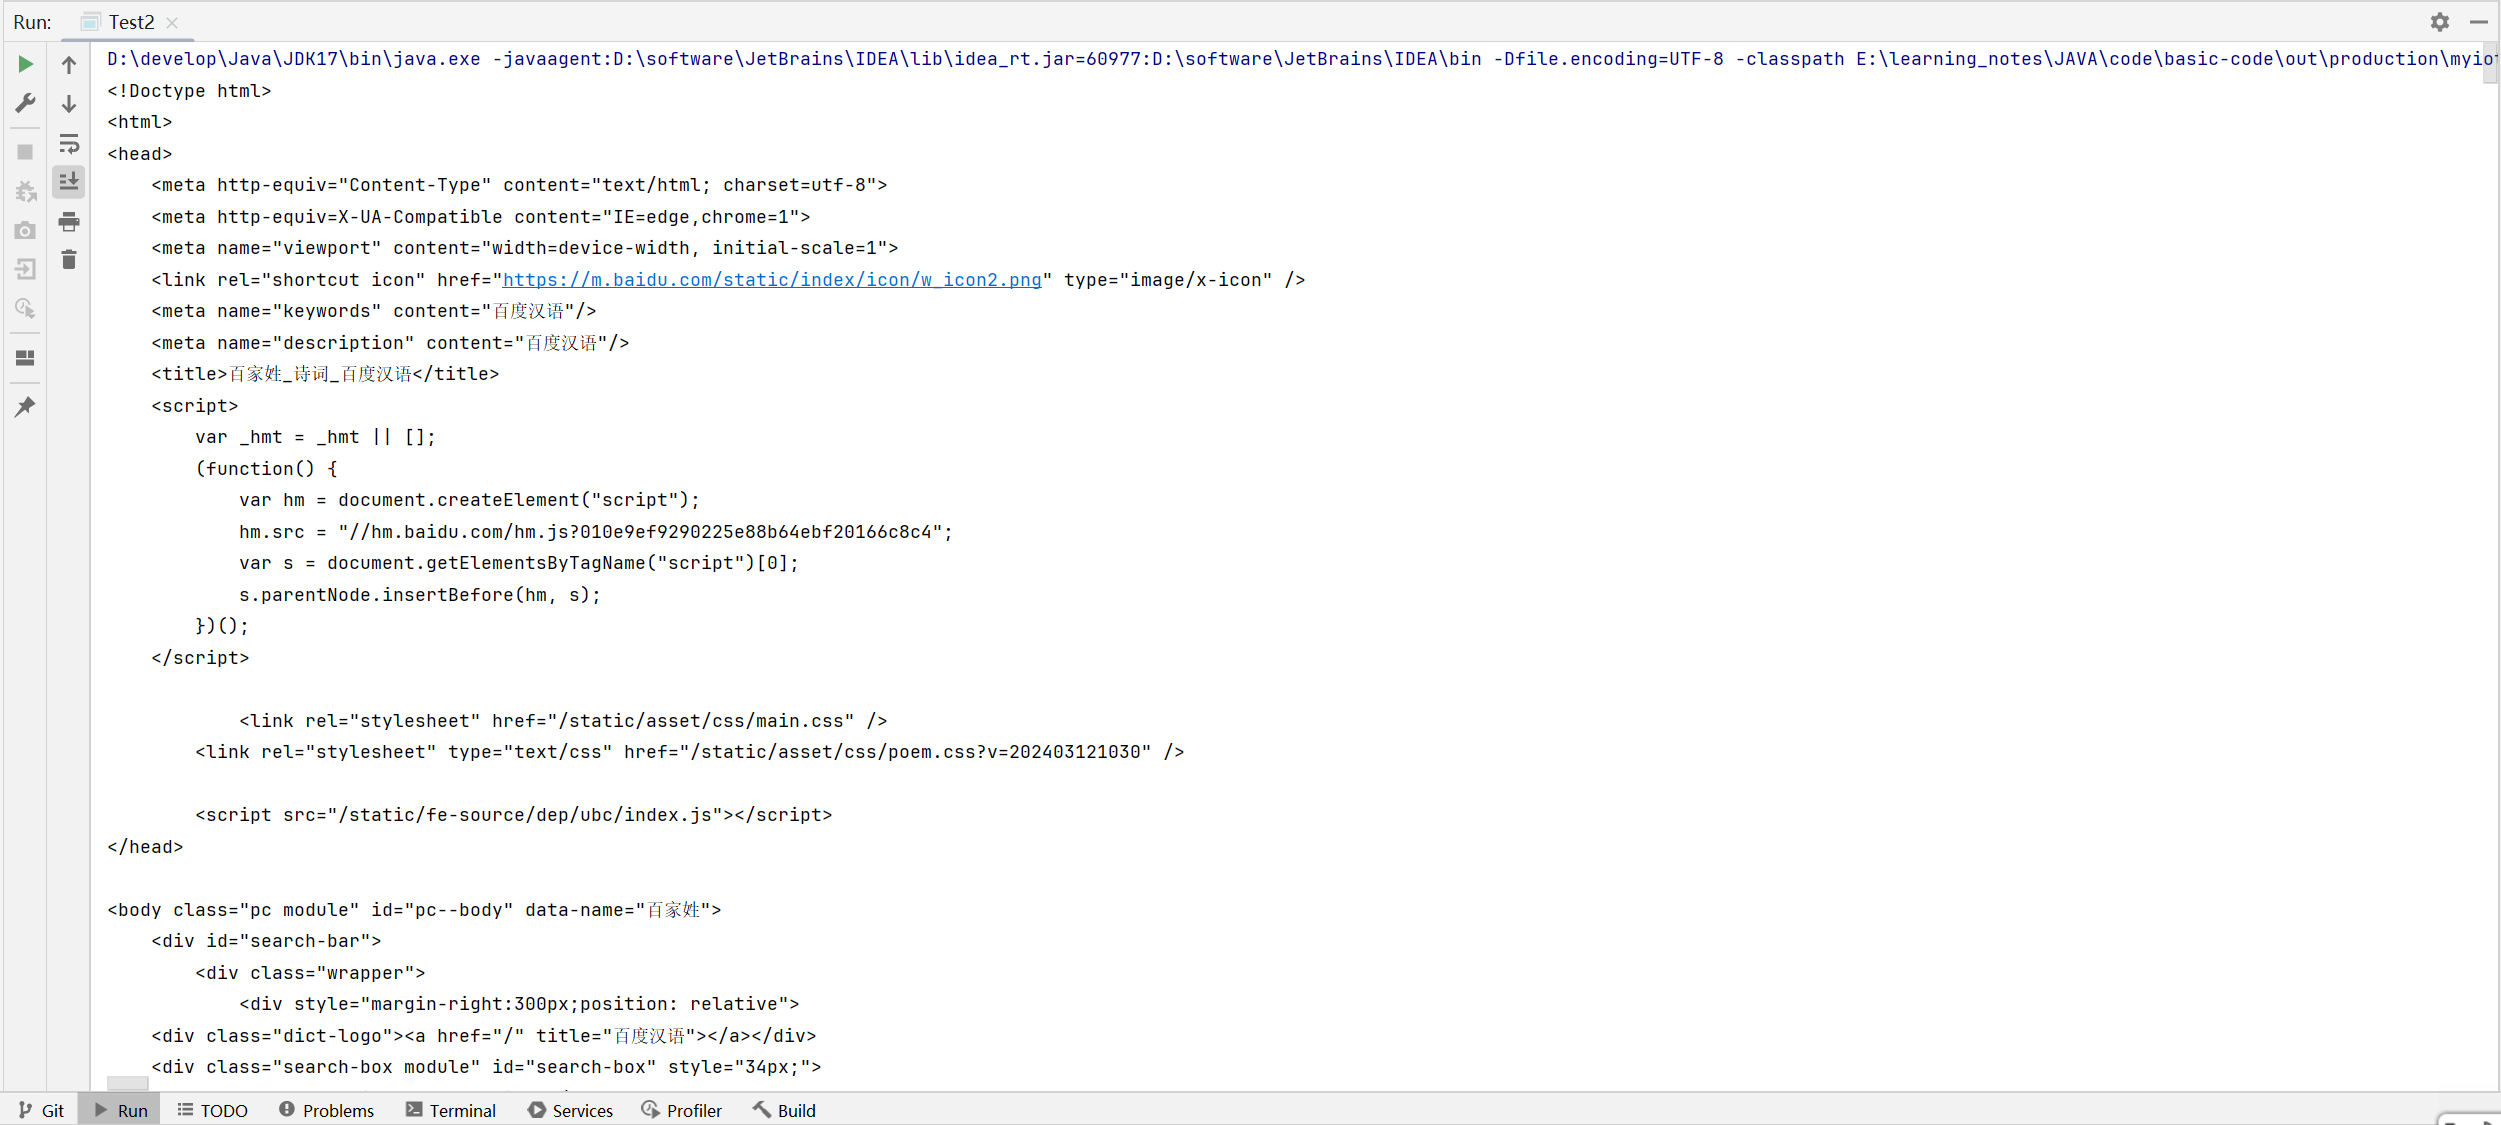 Run: Test2
D:\develop\Java\JDK17\bin\java.exe -javaagent:D:\software\JetBrains\IDEA\lib\idea_rt.jar=60977:D:\software\JetBrains\IDEA\bin -Dfile.encoding=UTF-8 -classpath E:\learning_notes\JAVA\code\basic-code\out\production\myio
<!Doctype html>
<html>
<head>
    <meta http-equiv="Content-Type" content="text/html; charset=utf-8">
    <meta http-equiv=X-UA-Compatible content="IE=edge,chrome=1">
    <meta name="viewport" content="width=device-width, initial-scale=1">
    <link rel="shortcut icon" href="https://m.baidu.com/static/index/icon/w_icon2.png" type="image/x-icon" />
    <meta name="keywords" content="百度汉语"/>
    <meta name="description" content="百度汉语"/>
    <title>百家姓_诗词_百度汉语</title>
    <script>
        var _hmt = _hmt || [];
        (function() {
            var hm = document.createElement("script");
            hm.src = "//hm.baidu.com/hm.js?010e9ef9290225e88b64ebf20166c8c4";
            var s = document.getElementsByTagName("script")[0];
            s.parentNode.insertBefore(hm, s);
        })();
    </script>
            <link rel="stylesheet" href="/static/asset/css/main.css" />
        <link rel="stylesheet" type="text/css" href="/static/asset/css/poem.css?v=202403121030" />
        <script src="/static/fe-source/dep/ubc/index.js"></script>
</head>
<body class="pc module" id="pc--body" data-name="百家姓">
    <div id="search-bar">
        <div class="wrapper">
            <div style="margin-right:300px;position: relative">
    <div class="dict-logo"><a href="/" title="百度汉语"></a></div>
    <div class="search-box module" id="search-box" style="34px;">
Git Run TODO Problems Terminal Services Profiler Build